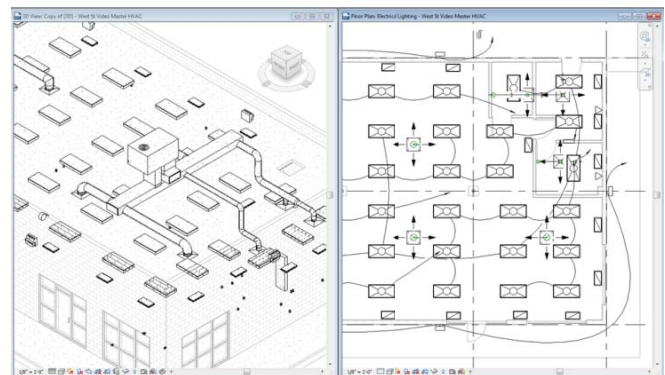 3D View: Copy of {3D} - West St Video Master HVAC
Floor Plan: Electrical Lighting - West St Video Master HVAC
1/8" = 1'-0"
1/8" = 1'-0"